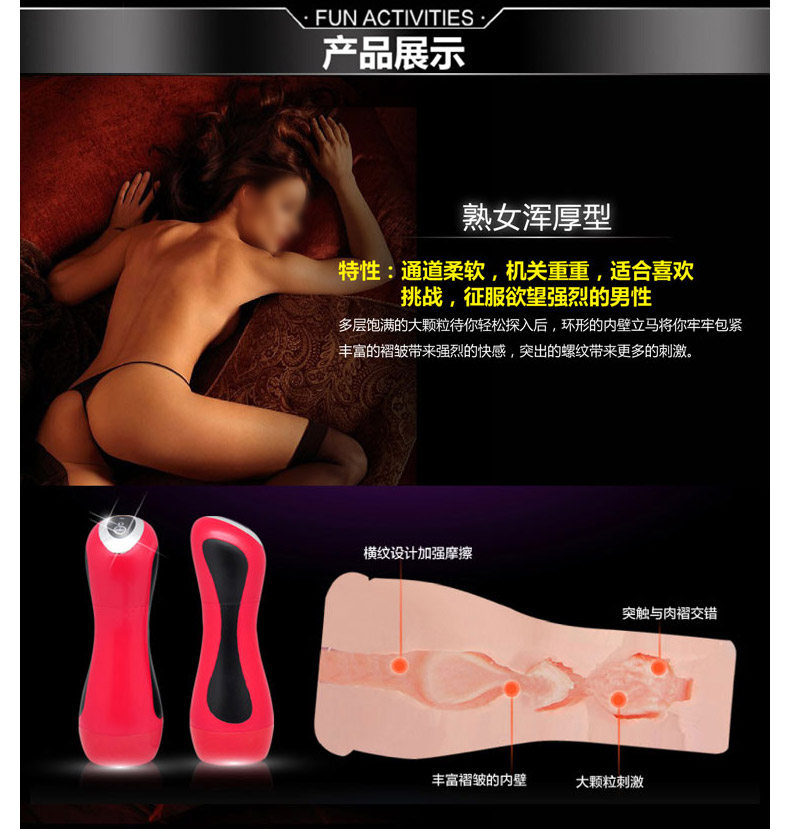 · FUN ACTIVITIES ·
产品展示
熟女浑厚型
特性：通道柔软，机关重重，适合喜欢
挑战，征服欲望强烈的男性
多层饱满的大颗粒待你轻松探入后，环形的内壁立马将你牢牢包紧
丰富的褶皱带来强烈的快感，突出的螺纹带来更多的刺激。
横纹设计加强摩擦
突触与肉褶交错
丰富褶皱的内壁
大颗粒刺激